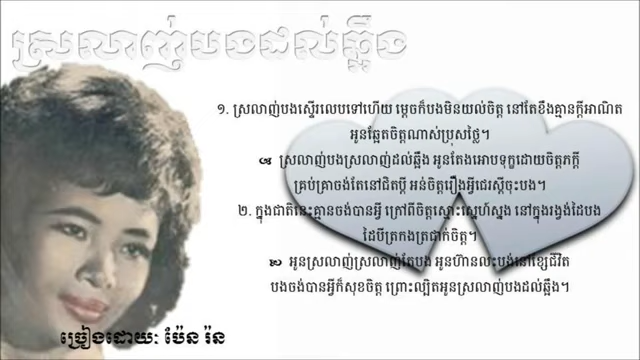 ស្រលាញ់បងដល់ឆ្អឹង
១. ស្រលាញ់បងស្ទើរលេបទៅហើយ ម្ដេចក៏បងមិនយល់ចិត្ត នៅតែខឹងគ្មានក្ដីអាណិត
អូនឆ្អែតចិត្តណាស់ប្រុសថ្លៃ។
ស្រលាញ់បងស្រលាញ់ដល់ឆ្អឹង អូនតែងអោបទុក្ខដោយចិត្តភក្ដី
គ្រប់គ្រាចង់តែនៅជិតប្ដី អន់ចិត្តរឿងអ្វីជេរស្ដីចុះបង។
២. ក្នុងជាតិនេះគ្មានចង់បានអ្វី ក្រៅពីចិត្តស្មោះស្នេហ៍ស្នង នៅក្នុងរង្វង់ដៃបង
ដៃបីត្រកងត្រជាក់ចិត្ត។
អូនស្រលាញ់ស្រលាញ់តែបង អូនហ៊ានលះបង់នៅខ្សែជីវិត
បងចង់បានអ្វីក៏សុខចិត្ត ព្រោះល្បិតអូនស្រលាញ់បងដល់ឆ្អឹង។
ច្រៀងដោយ: ប៉ែន រ៉ន